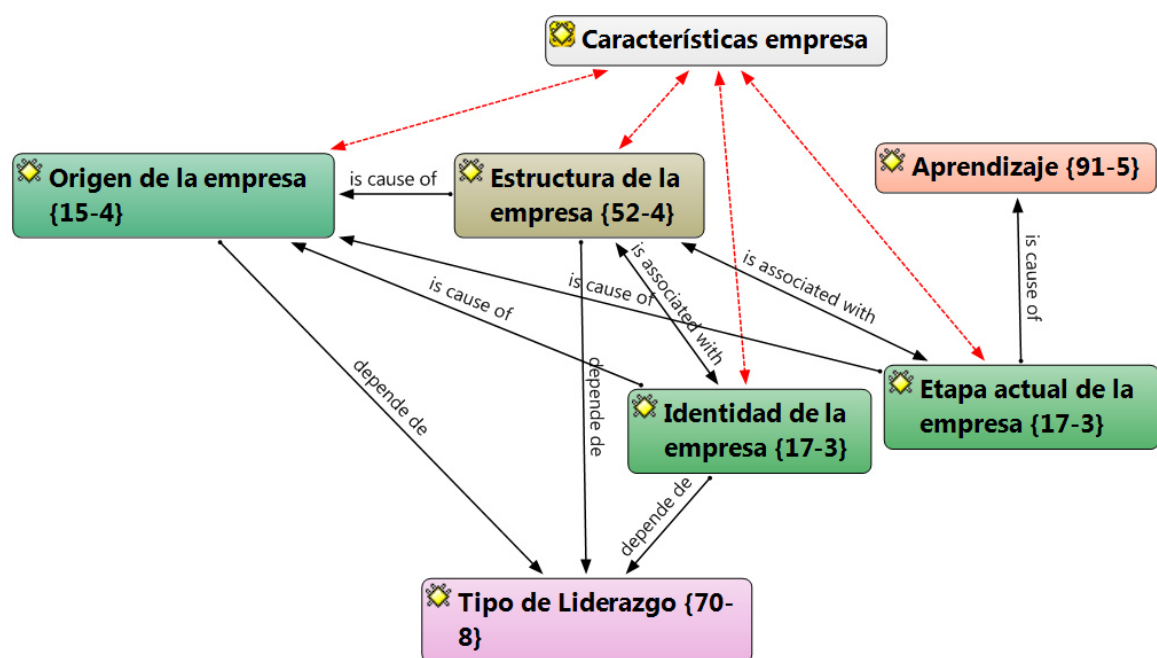 Características empresa
Origen de la empresa
{15-4}
is cause of
Estructura de la
empresa {52-4}
Aprendizaje {91-5}
is cause of
is associated with
is cause of
is associated with
is cause of
depende de
depende de
Identidad de la
empresa {17-3}
Etapa actual de la
empresa {17-3}
depende de
Tipo de Liderazgo {70-
8}